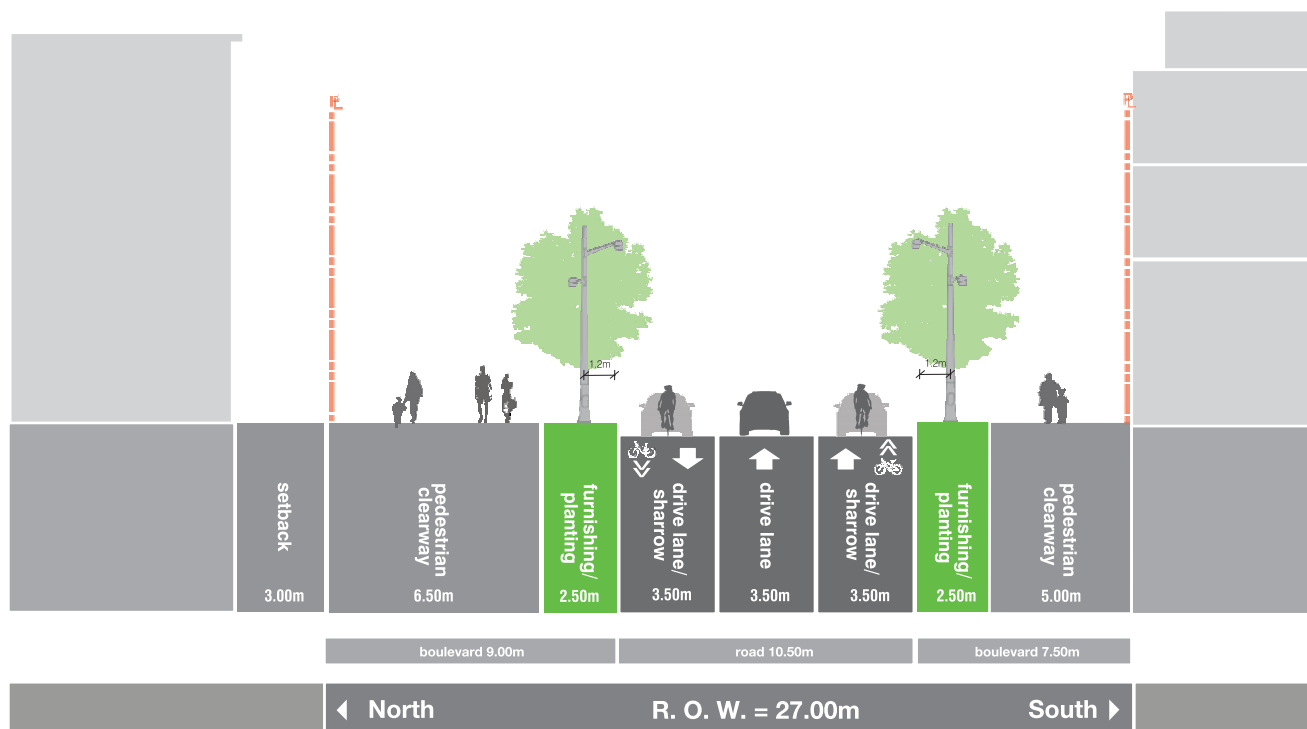 PL
PL
1.2m
1.2m
setback
3.00m
pedestrian
clearway
6.50m
furnishing/
planting
2.50m
drive lane/
sharrow
3.50m
drive lane
3.50m
drive lane/
sharrow
3.50m
furnishing/
planting
2.50m
pedestrian
clearway
5.00m
boulevard 9.00m
road 10.50m
boulevard 7.50m
North
R. O. W. = 27.00m
South